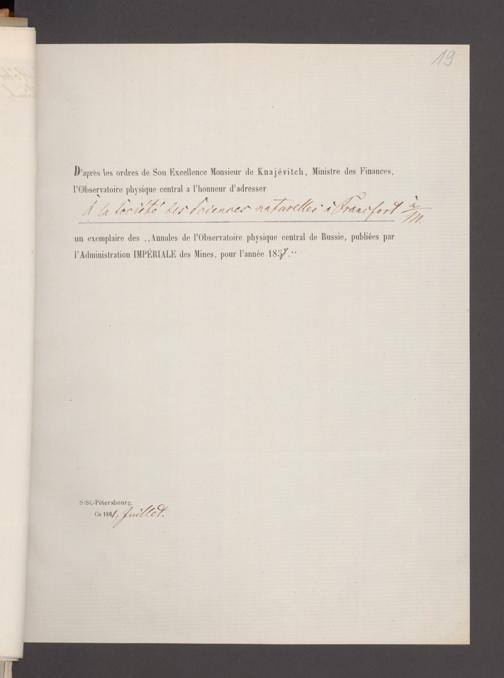 19
D'après les ordres de Son Excellence Monsieur de Knajévitch, Ministre des Finances,
l'Observatoire physique central a l'honneur d'adresser
À la Société des Sciences naturelles à Francfort à/M.
un exemplaire des ,,Annales de l'Observatoire physique central de Russie, publiées par
l'Administration IMPÉRIALE des Mines, pour l'année 185
St.-Pétersbourg,
Ce 186 Juillet.